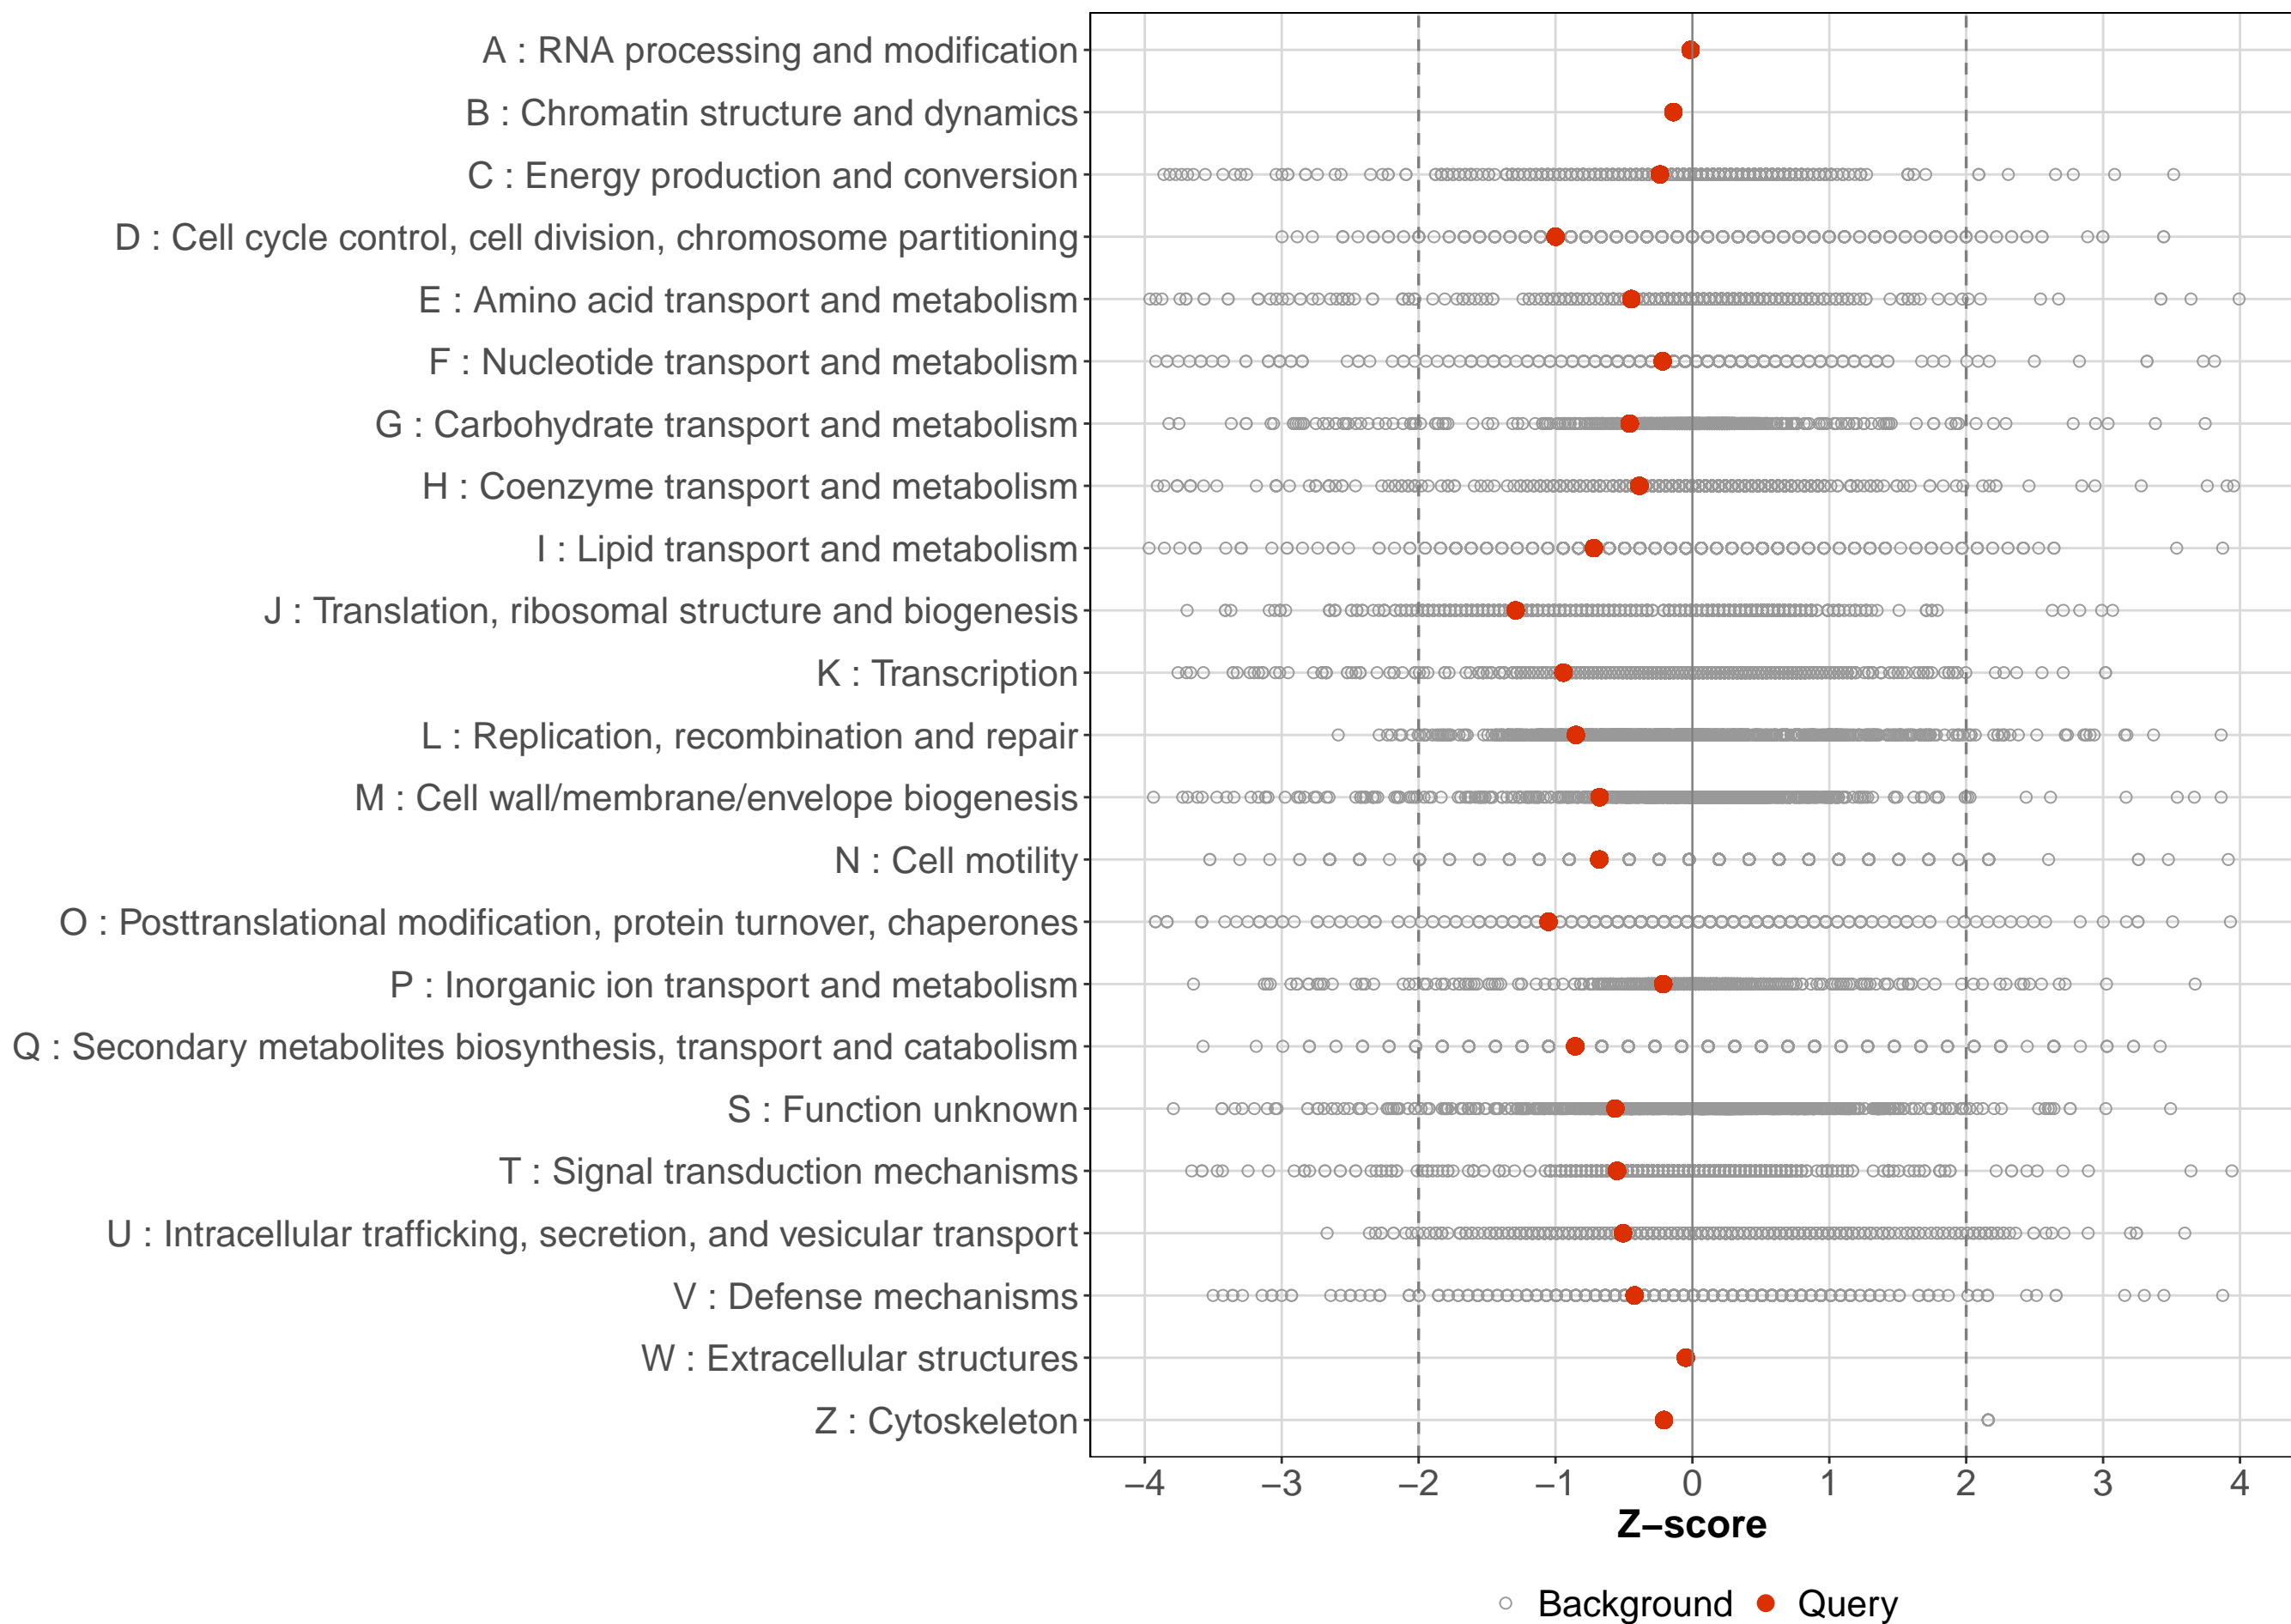 A : RNA processing and modification
B : Chromatin structure and dynamics
C : Energy production and conversion
D : Cell cycle control, cell division, chromosome partitioning
E : Amino acid transport and metabolism
F : Nucleotide transport and metabolism
G : Carbohydrate transport and metabolism
H : Coenzyme transport and metabolism
I : Lipid transport and metabolism
J : Translation, ribosomal structure and biogenesis
K : Transcription
L : Replication, recombination and repair
M : Cell wall/membrane/envelope biogenesis
N : Cell motility
O : Posttranslational modification, protein turnover, chaperones
P : Inorganic ion transport and metabolism
Q : Secondary metabolites biosynthesis, transport and catabolism
S : Function unknown
T : Signal transduction mechanisms
U : Intracellular trafficking, secretion, and vesicular transport
V : Defense mechanisms
W : Extracellular structures
Z : Cytoskeleton
−4 −3 −2 −1 0 1 2 3 4
Z−score
Background Query